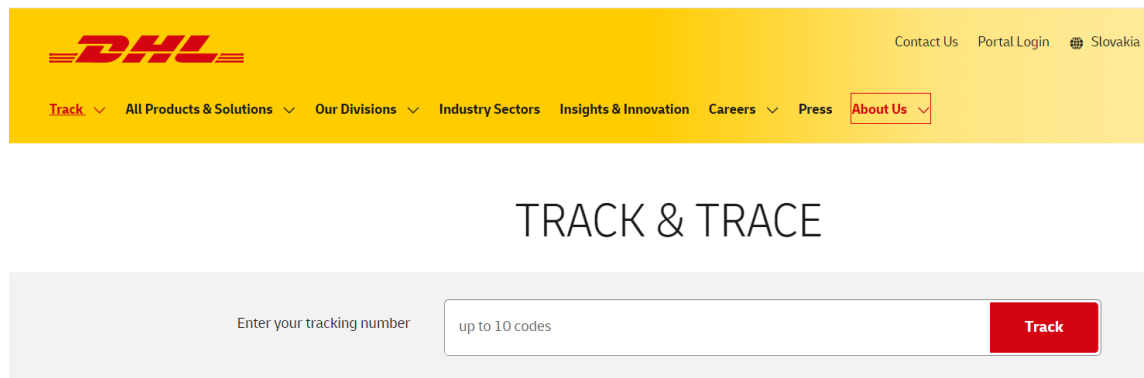 DHL
Contact Us Portal Login Slovakia
Track All Products & Solutions Our Divisions Industry Sectors Insights & Innovation Careers Press About Us
TRACK & TRACE
Enter your tracking number up to 10 codes Track